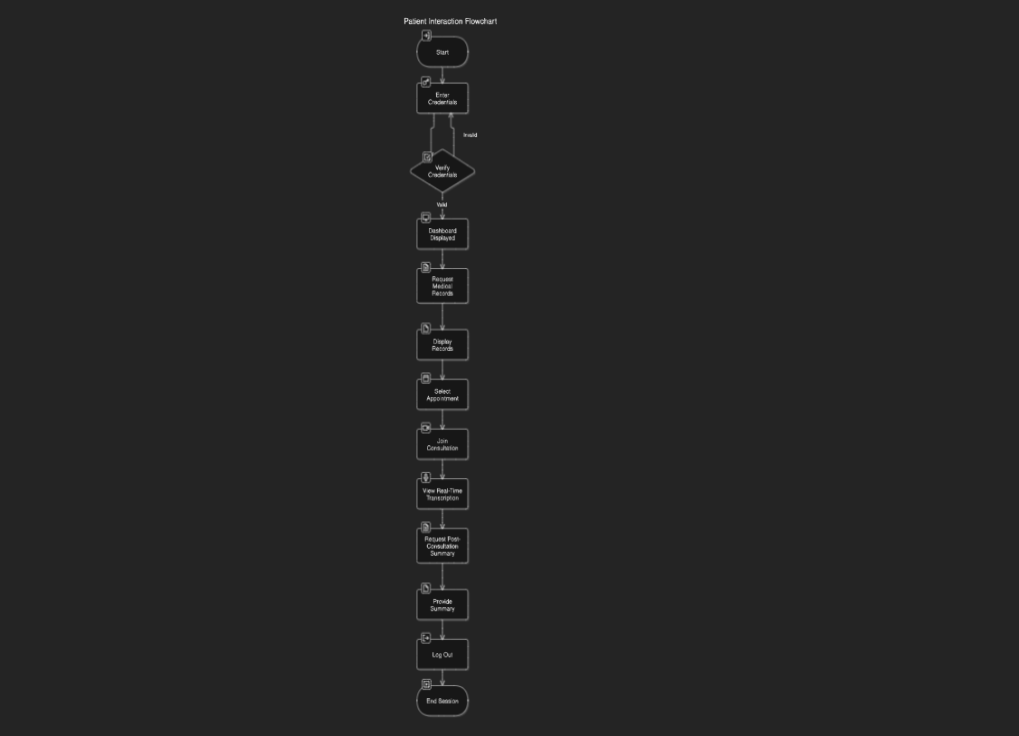 Patient Interaction Flowchart
Start
Enter
Credentials
Invalid
Verify
Credentials
Valid
Dashboard
Displayed
Request
Medical
Records
Display
Records
Select
Appointment
Join
Consultation
View Real-Time
Transcription
Request Post-
Consultation
Summary
Provide
Summary
Log Out
End Session